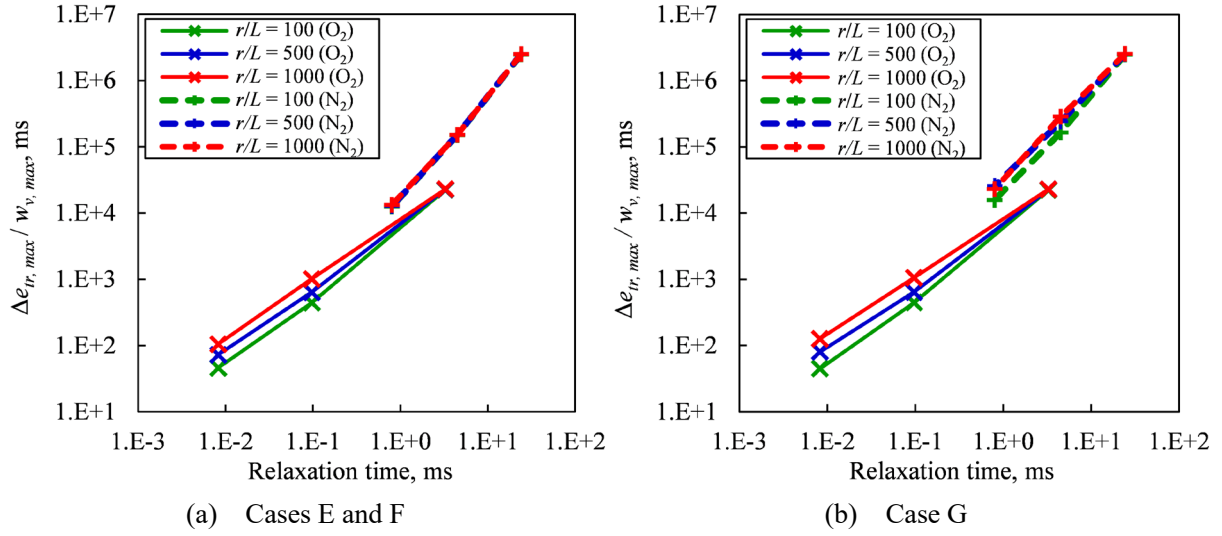 1.E+7
1.E+6
1.E+5
1.E+4
1.E+3
1.E+2
1.E+1
Δe_tr, max / w_v, max, ms
r/L = 100 (O₂)
r/L = 500 (O₂)
r/L = 1000 (O₂)
r/L = 100 (N₂)
r/L = 500 (N₂)
r/L = 1000 (N₂)
1.E-3 1.E-2 1.E-1 1.E+0 1.E+1 1.E+2
Relaxation time, ms
(a) Cases E and F
1.E+7
1.E+6
1.E+5
1.E+4
1.E+3
1.E+2
1.E+1
Δe_tr, max / w_v, max, ms
r/L = 100 (O₂)
r/L = 500 (O₂)
r/L = 1000 (O₂)
r/L = 100 (N₂)
r/L = 500 (N₂)
r/L = 1000 (N₂)
1.E-3 1.E-2 1.E-1 1.E+0 1.E+1 1.E+2
Relaxation time, ms
(b) Case G